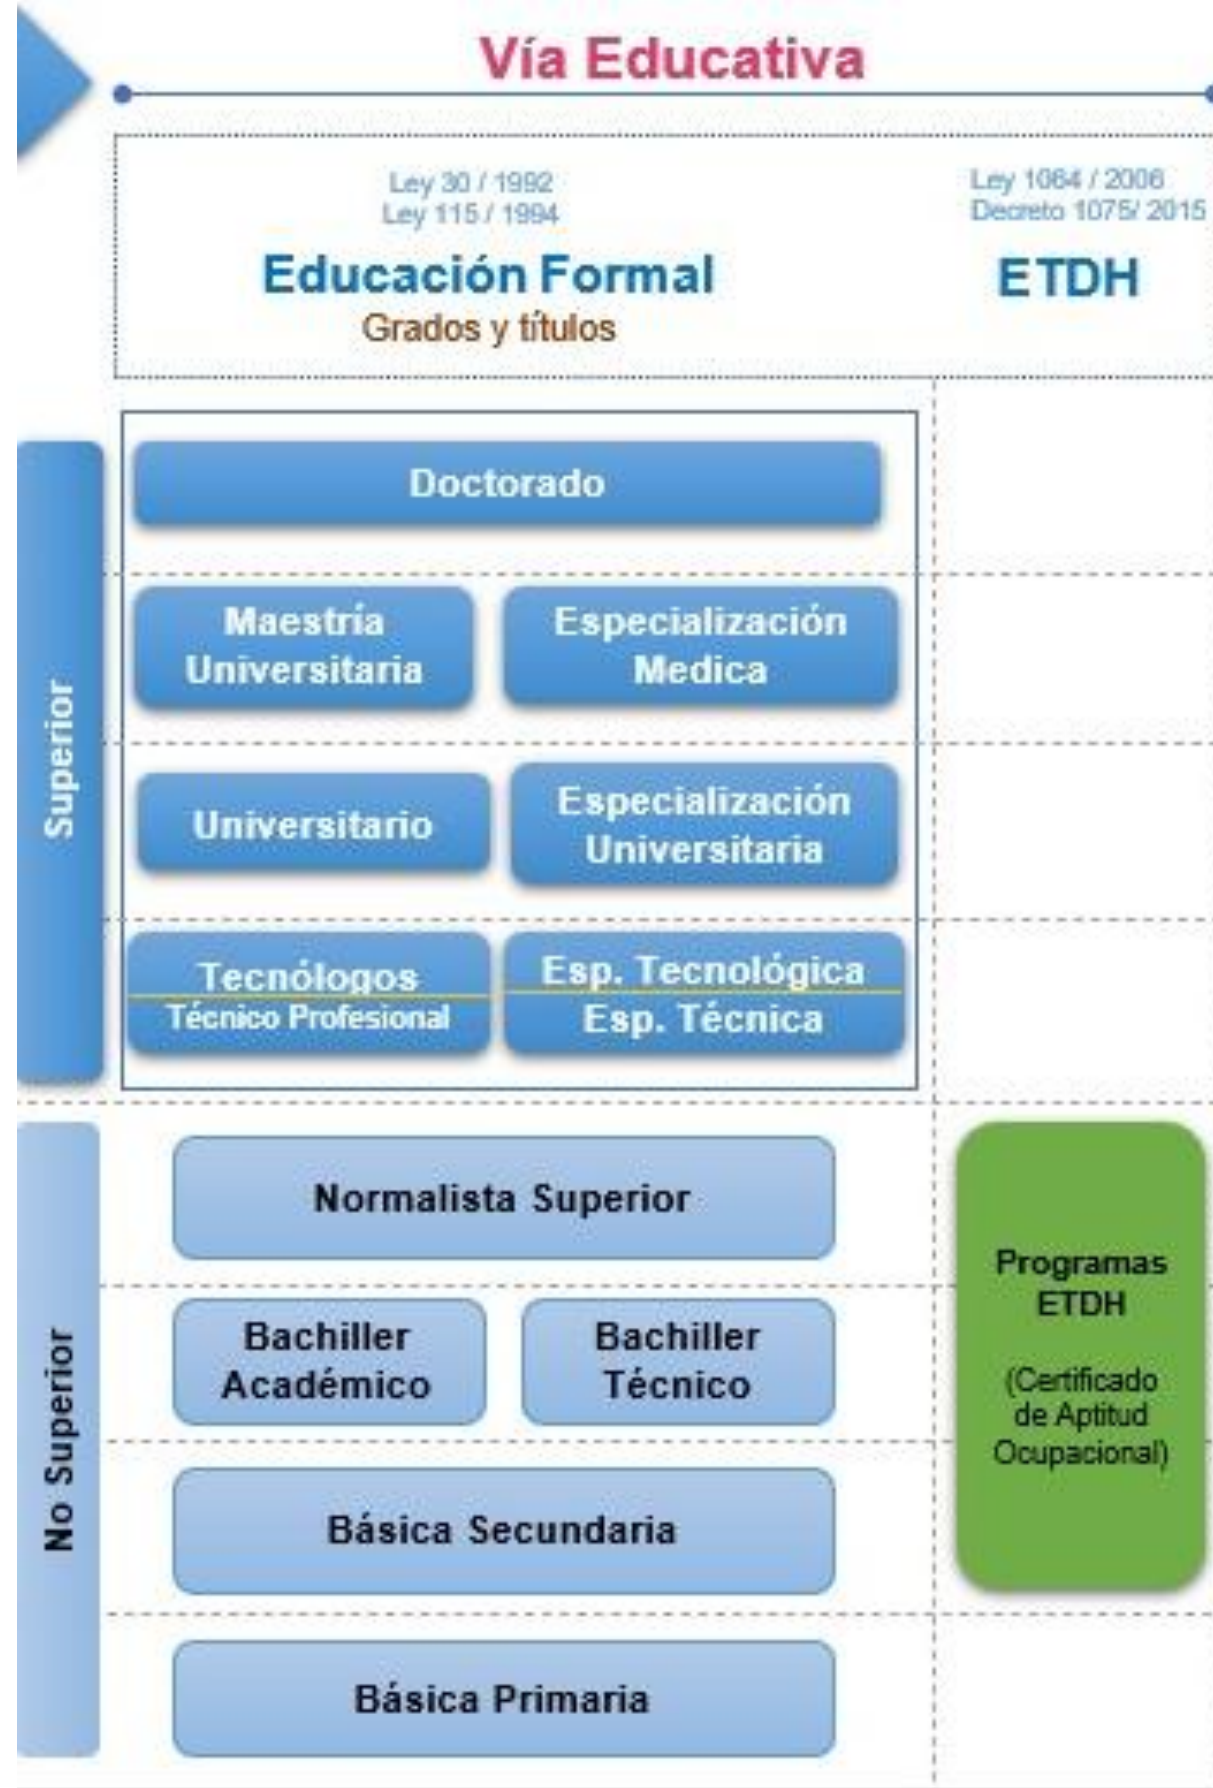 Vía Educativa
Ley 30 / 1992
Ley 115 / 1994
Educación Formal
Grados y títulos
Ley 1064 / 2006
Decreto 1075/ 2015
ETDH
Superior
Doctorado
Maestría
Universitaria
Especialización
Medica
Universitario
Especialización
Universitaria
Tecnólogos
Técnico Profesional
Esp. Tecnológica
Esp. Técnica
No Superior
Normalista Superior
Bachiller
Académico
Bachiller
Técnico
Básica Secundaria
Básica Primaria
Programas
ETDH
(Certificado
de Aptitud
Ocupacional)